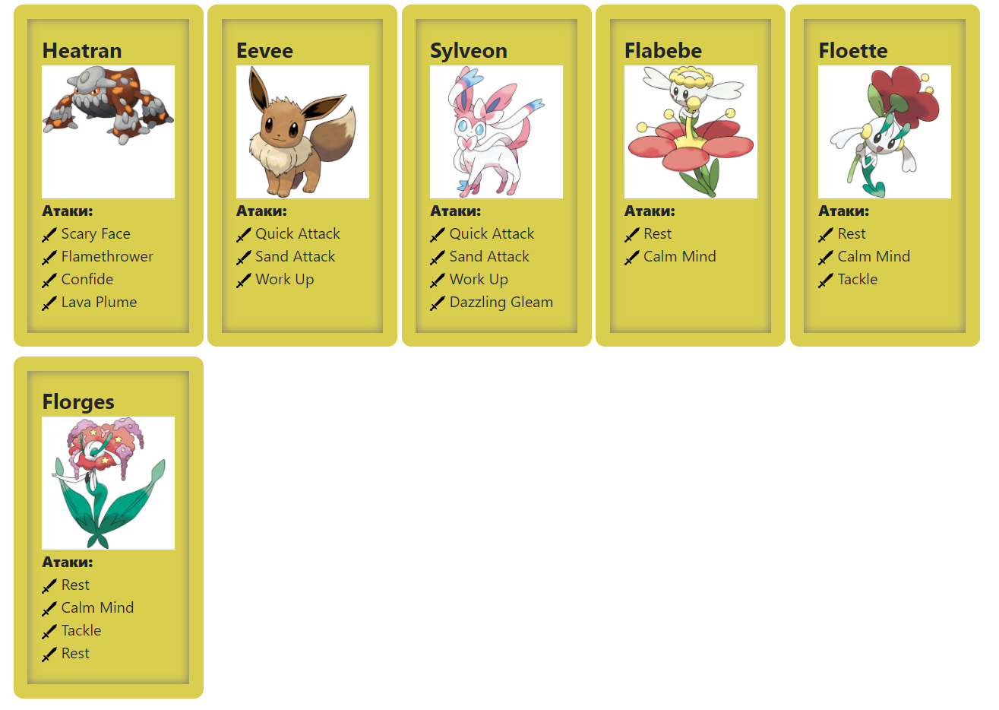 Heatran
Атаки:
Scary Face
Flamethrower
Confide
Lava Plume
Eevee
Атаки:
Quick Attack
Sand Attack
Work Up
Sylveon
Атаки:
Quick Attack
Sand Attack
Work Up
Dazzling Gleam
Flabebe
Атаки:
Rest
Calm Mind
Floette
Атаки:
Rest
Calm Mind
Tackle
Florges
Атаки:
Rest
Calm Mind
Tackle
Rest